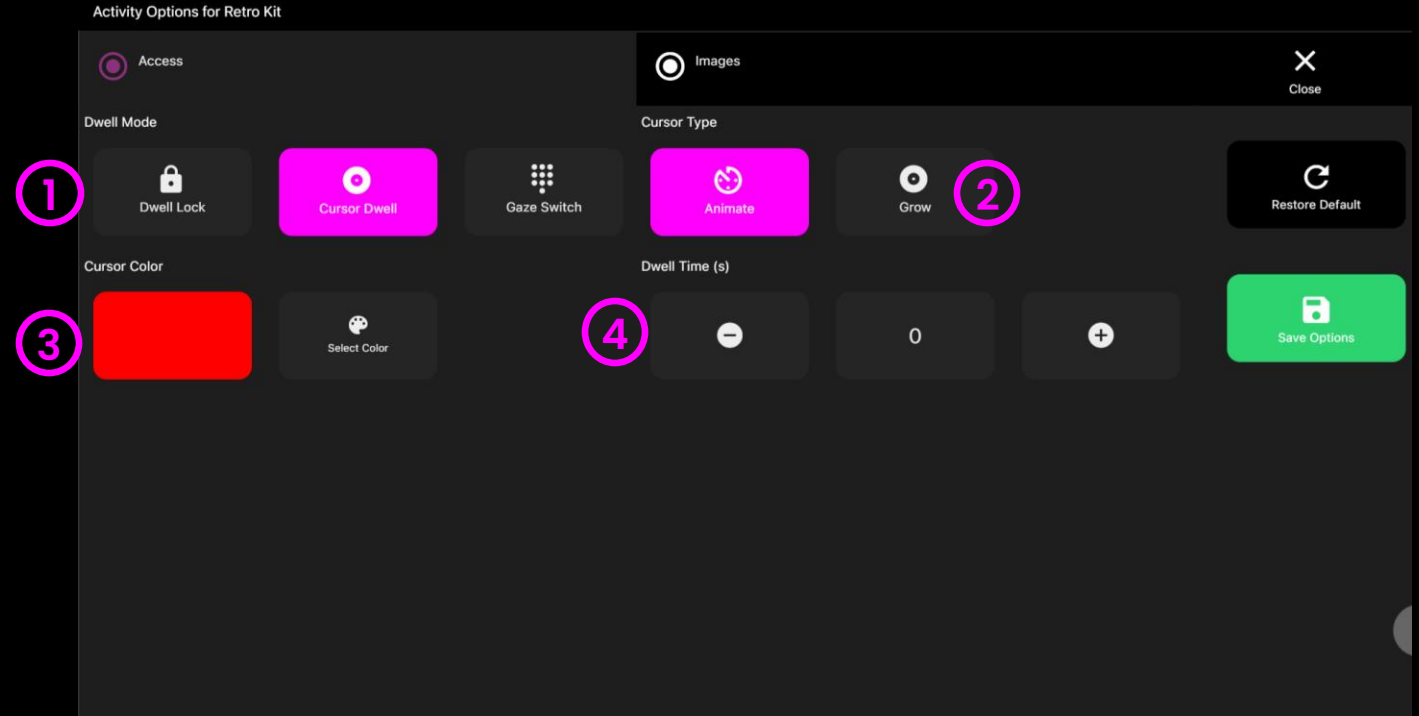 Activity Options for Retro Kit
Access
Images
Close
Dwell Mode
Cursor Type
1
Dwell Lock
Cursor Dwell
Gaze Switch
Animate
Grow
2
Restore Default
Cursor Color
Dwell Time (s)
3
Select Color
4
0
Save Options